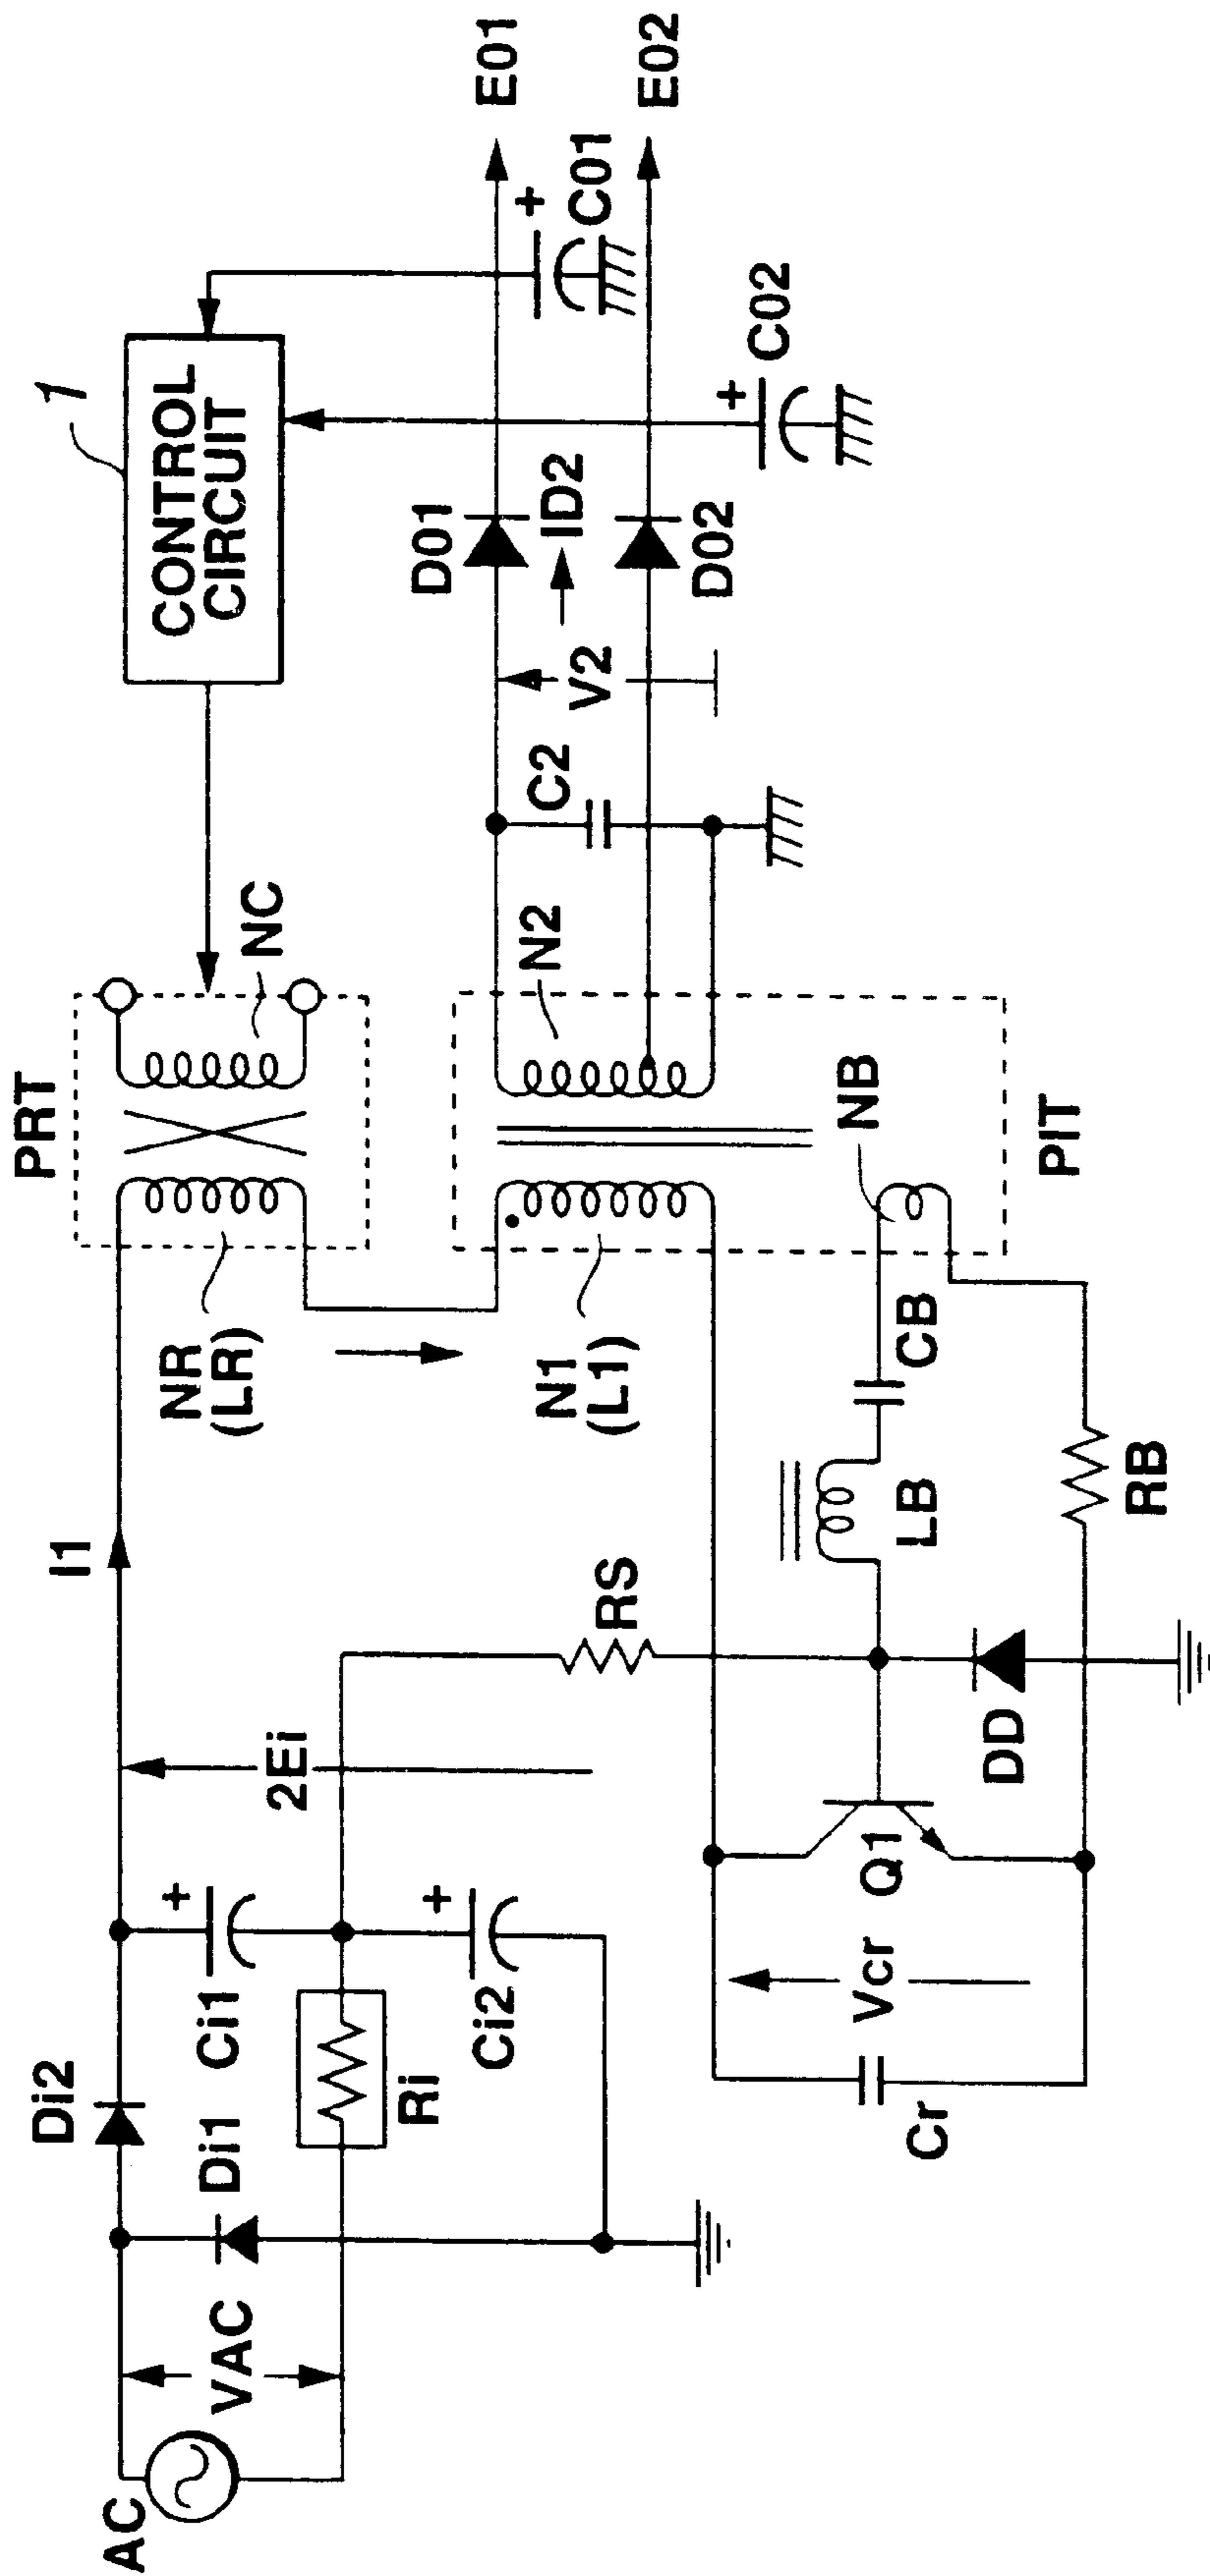 AC
VAC
Di2
Di1
Ci1
+
Ri
Ci2
+
2Ei
I1
RS
Cr
Vcr
Q1
DD
LB
CB
RB
NR
(LR)
N1
(L1)
PRT
NC
N2
NB
PIT
C2
V2
D01
ID2
D02
CONTROL
CIRCUIT
1
+
C01
+
C02
E01
E02